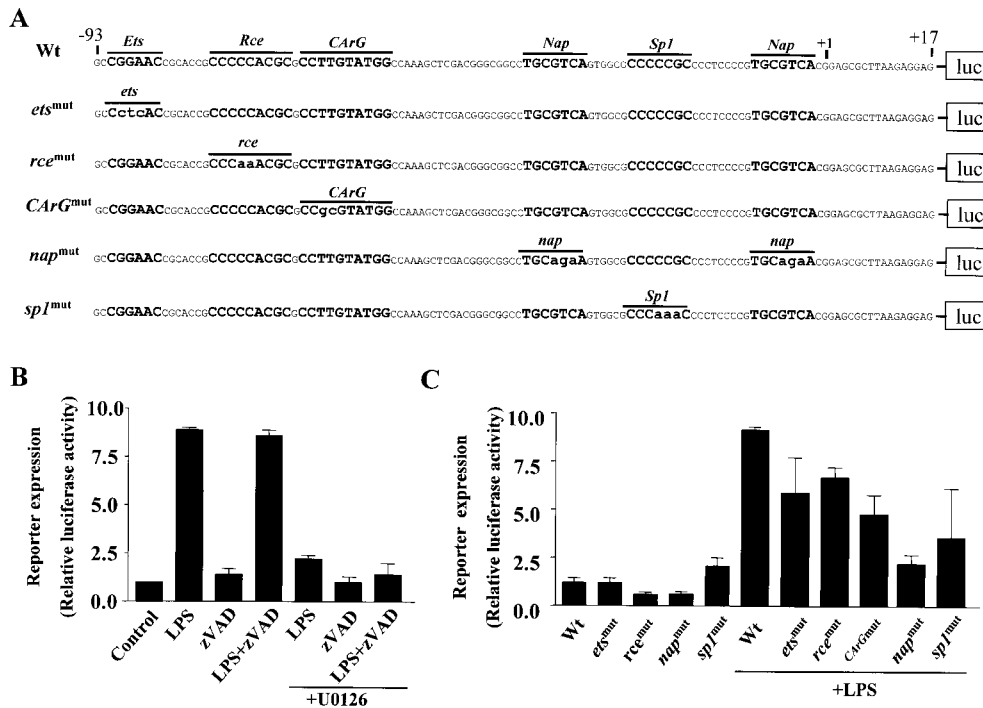 A
-93
Ets
Rce
CArG
Nap
Sp1
Nap
+1
+17
Wt
GCCGGAACCGCACCGCCCCCACGCGCCTTGTATGGCCAAAGCTCGACGGGCGGCCTGCGTCAGTGGCGCCCCCGCCCCTCCCCGTGCGTCACGGAGCGCTTAAGAGGAG
luc
ets
etsmut
GCCctcACCGCACCGCCCCCACGCGCCTTGTATGGCCAAAGCTCGACGGGCGGCCTGCGTCAGTGGCGCCCCCGCCCCTCCCCGTGCGTCACGGAGCGCTTAAGAGGAG
luc
rce
rcemut
GCCGGAACCGCACCGCCCaaACGCGCCTTGTATGGCCAAAGCTCGACGGGCGGCCTGCGTCAGTGGCGCCCCCGCCCCTCCCCGTGCGTCACGGAGCGCTTAAGAGGAG
luc
CArG
CArGmut
GCCGGAACCGCACCGCCCCCACGCGCCgcGTATGGCCAAAGCTCGACGGGCGGCCTGCGTCAGTGGCGCCCCCGCCCCTCCCCGTGCGTCACGGAGCGCTTAAGAGGAG
luc
nap
nap
napmut
GCCGGAACCGCACCGCCCCCACGCGCCTTGTATGGCCAAAGCTCGACGGGCGGCCTGCagaAGTGGCGCCCCCGCCCCTCCCCGTGCagaACGGAGCGCTTAAGAGGAG
luc
Sp1
sp1mut
GCCGGAACCGCACCGCCCCCACGCGCCTTGTATGGCCAAAGCTCGACGGGCGGCCTGCGTCAGTGGCGCCCaaaCCCCTCCCCGTGCGTCACGGAGCGCTTAAGAGGAG
luc
B
Reporter expression
(Relative luciferase activity)
10.0
7.5
5.0
2.5
0.0
Control
LPS
zVAD
LPS+zVAD
LPS
zVAD
LPS+zVAD
+U0126
C
Reporter expression
(Relative luciferase activity)
10.0
7.5
5.0
2.5
0.0
Wt
etsmut
rcemut
napmut
sp1mut
Wt
etsmut
rcemut
CArGmut
napmut
sp1mut
+LPS